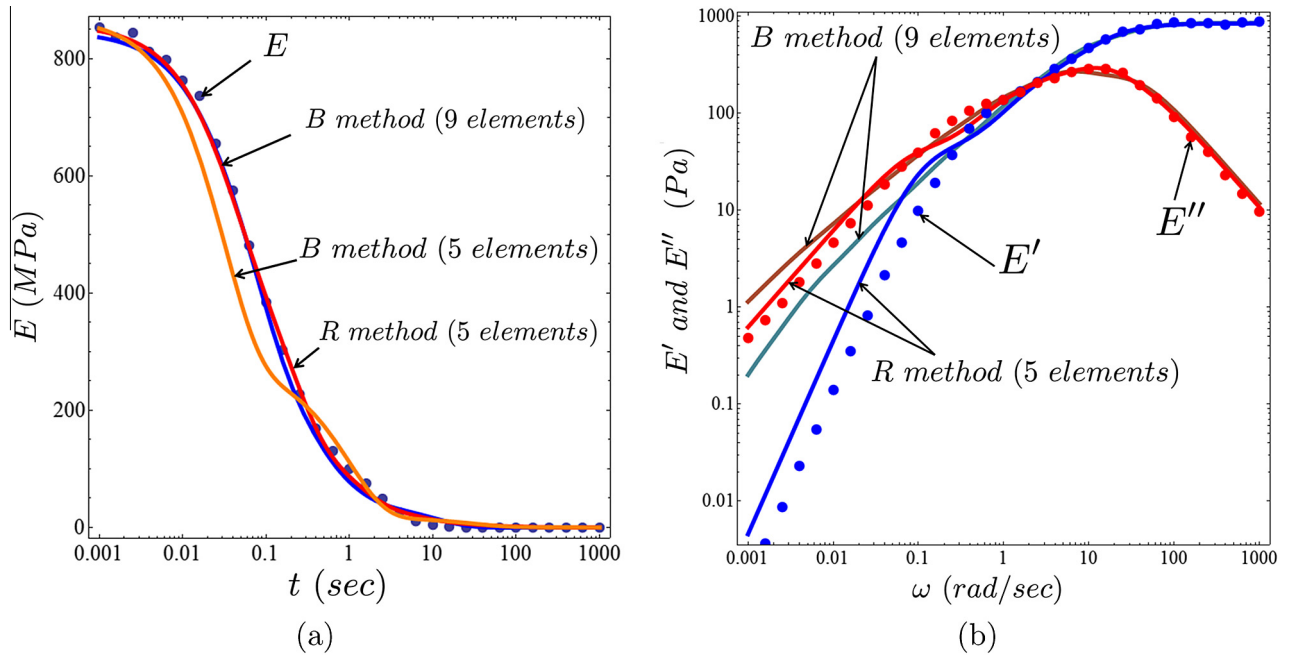 800
600
400
200
0
0.001 0.01 0.1 1 10 100 1000
E (MPa)
t (sec)
E
B method (9 elements)
B method (5 elements)
R method (5 elements)
(a)
1000
100
10
1
0.1
0.01
0.001 0.01 0.1 1 10 100 1000
E′ and E″ (Pa)
ω (rad/sec)
B method (9 elements)
E″
E′
R method (5 elements)
(b)